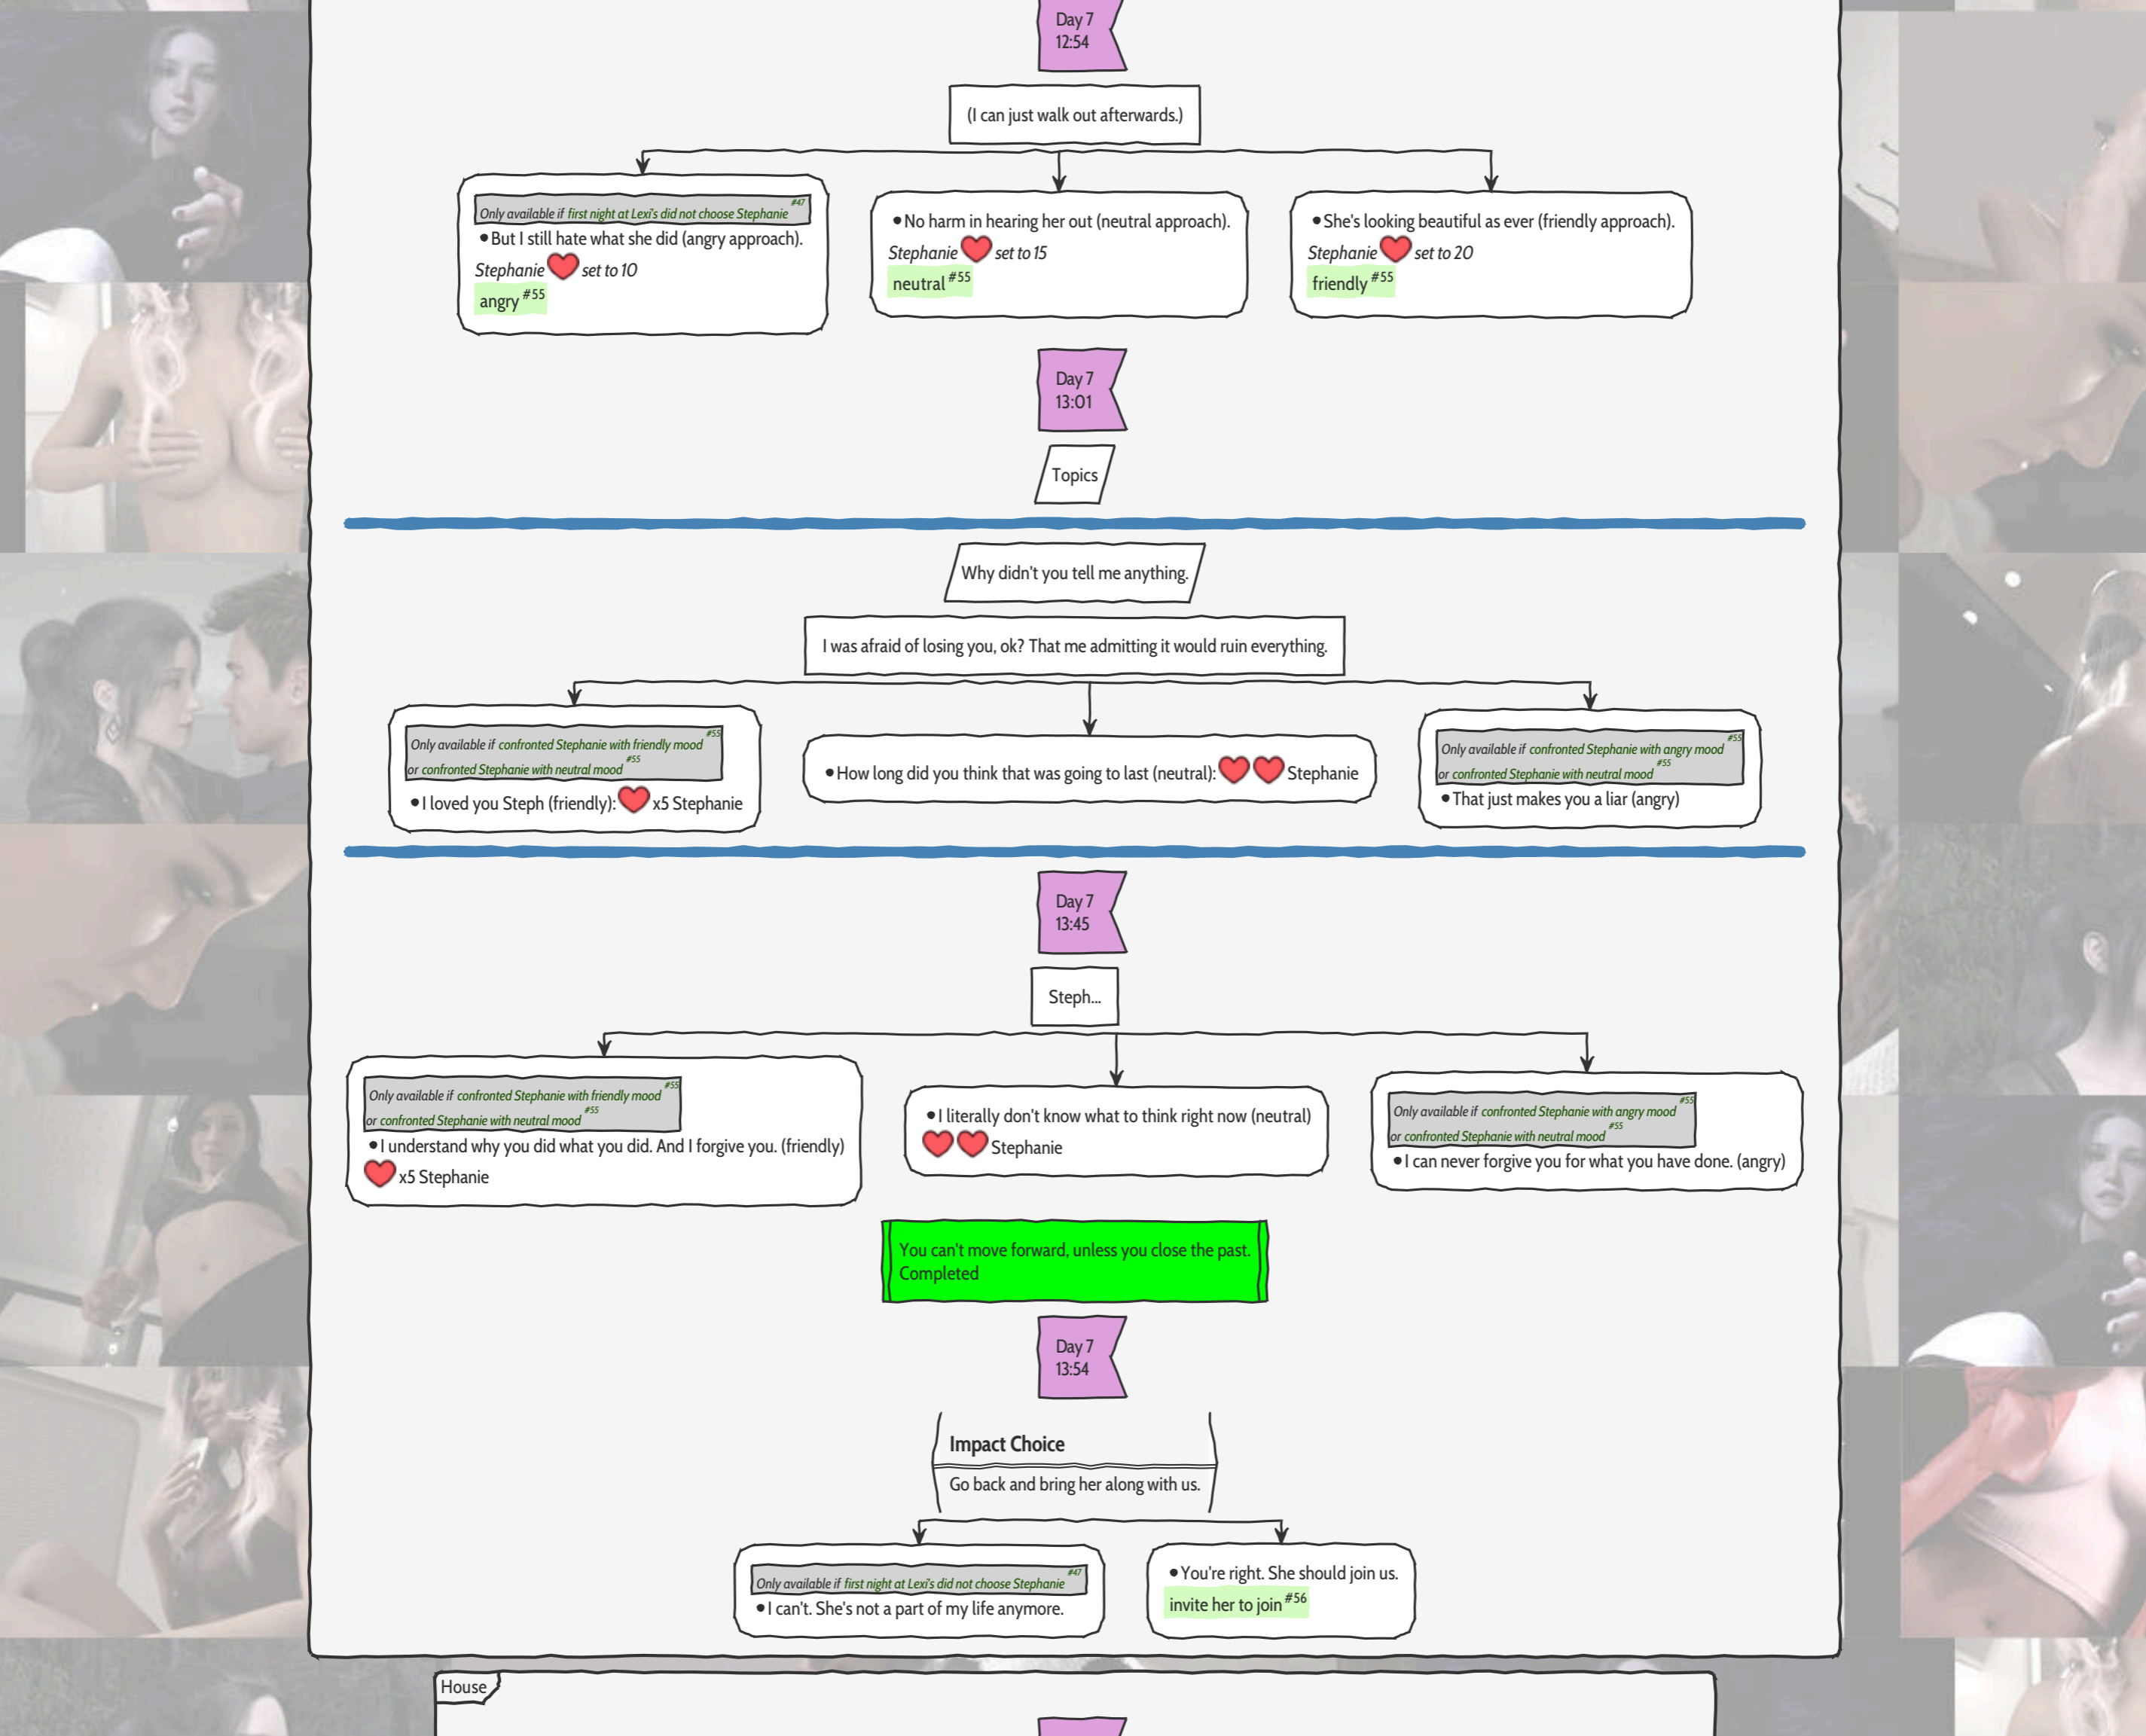 Day 7
12:54
(I can just walk out afterwards.)
Only available if first night at Lexi's did not choose Stephanie #47
•But I still hate what she did (angry approach).
Stephanie ❤ set to 10
angry #55
•No harm in hearing her out (neutral approach).
Stephanie ❤ set to 15
neutral #55
•She's looking beautiful as ever (friendly approach).
Stephanie ❤ set to 20
friendly #55
Day 7
13:01
Topics
Why didn't you tell me anything.
I was afraid of losing you, ok? That me admitting it would ruin everything.
Only available if confronted Stephanie with friendly mood #55
or confronted Stephanie with neutral mood #55
•I loved you Steph (friendly): ❤ x5 Stephanie
•How long did you think that was going to last (neutral): ❤❤ Stephanie
Only available if confronted Stephanie with angry mood #55
or confronted Stephanie with neutral mood #55
•That just makes you a liar (angry)
Day 7
13:45
Steph...
Only available if confronted Stephanie with friendly mood #55
or confronted Stephanie with neutral mood #55
•I understand why you did what you did. And I forgive you. (friendly)
❤ x5 Stephanie
•I literally don't know what to think right now (neutral)
❤❤ Stephanie
Only available if confronted Stephanie with angry mood #55
or confronted Stephanie with neutral mood #55
•I can never forgive you for what you have done. (angry)
You can't move forward, unless you close the past.
Completed
Day 7
13:54
Impact Choice
Go back and bring her along with us.
Only available if first night at Lexi's did not choose Stephanie #47
•I can't. She's not a part of my life anymore.
•You're right. She should join us.
invite her to join #56
House